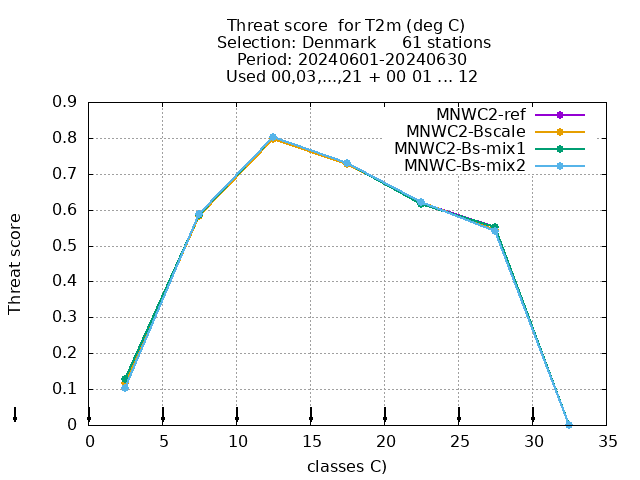 Threat score  for T2m (deg C)
Selection: Denmark     61 stations
Period: 20240601-20240630
Used 00,03,...,21 + 00 01 ... 12
MNWC2-ref
MNWC2-Bscale
MNWC2-Bs-mix1
MNWC-Bs-mix2
0.9
0.8
0.7
0.6
0.5
0.4
0.3
0.2
0.1
0
Threat score
0 5 10 15 20 25 30 35
classes C)